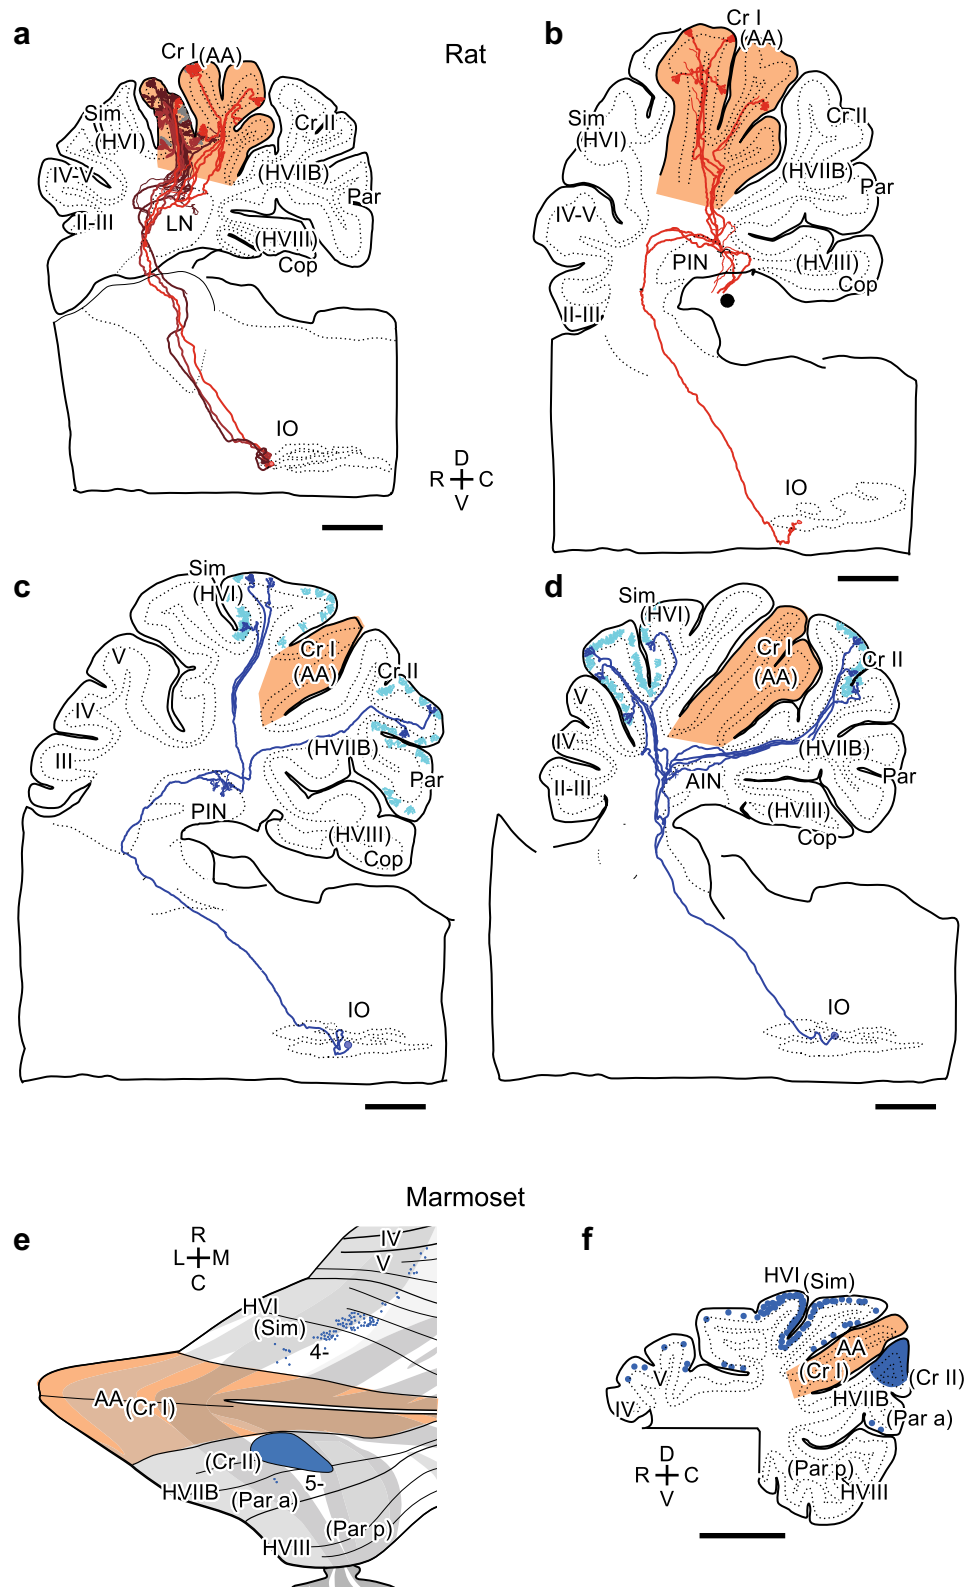 a
Cr I (AA)
Rat
Sim
(HVI)
Cr II
IV-V
(HVIIB)
Par
II-III
LN
(HVIII)
Cop
IO
D
R C
V
b
Cr I
(AA)
Sim
(HVI)
Cr II
(HVIIB)
Par
IV-V
PIN
(HVIII)
Cop
II-III
IO
c
Sim
(HVI)
Cr I
(AA)
V
Cr II
IV
(HVIIB)
III
Par
PIN
(HVIII)
Cop
IO
d
Sim
(HVI)
Cr I
(AA)
Cr II
V
IV
(HVIIB)
II-III
AIN
Par
(HVIII)
Cop
IO
Marmoset
e
R
L M
C
IV
V
HVI
(Sim)
4-
AA (Cr I)
(Cr II)
5-
HVIIB
(Par a)
(Par p)
HVIII
f
HVI (Sim)
AA
(Cr I)
V
(Cr II)
HVIIB
IV
(Par a)
D
R C
V
(Par p)
HVIII